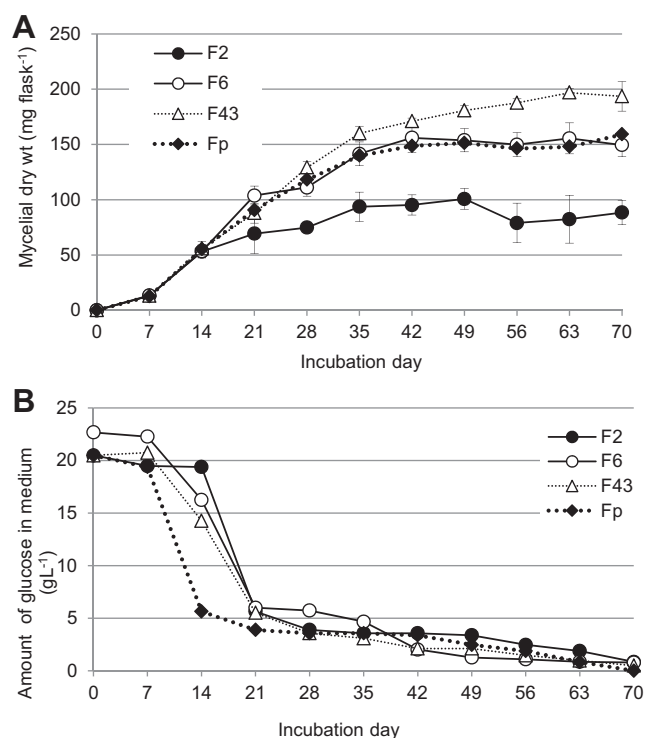 A
250
200
150
100
50
0
Mycelial dry wt (mg flask⁻¹)
F2
F6
F43
Fp
0 7 14 21 28 35 42 49 56 63 70
Incubation day
B
25
20
15
10
5
0
Amount of glucose in medium
(gL⁻¹)
F2
F6
F43
Fp
0 7 14 21 28 35 42 49 56 63 70
Incubation day